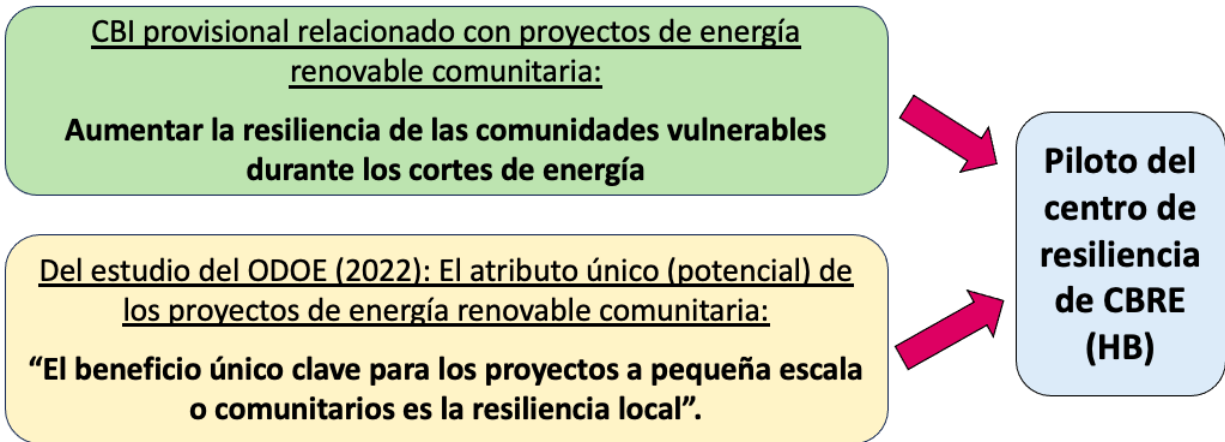 CBI provisional relacionado con proyectos de energía
renovable comunitaria:
Aumentar la resiliencia de las comunidades vulnerables
durante los cortes de energía
Del estudio del ODOE (2022): El atributo único (potencial) de
los proyectos de energía renovable comunitaria:
“El beneficio único clave para los proyectos a pequeña escala
o comunitarios es la resiliencia local”.
Piloto del
centro de
resiliencia
de CBRE
(HB)